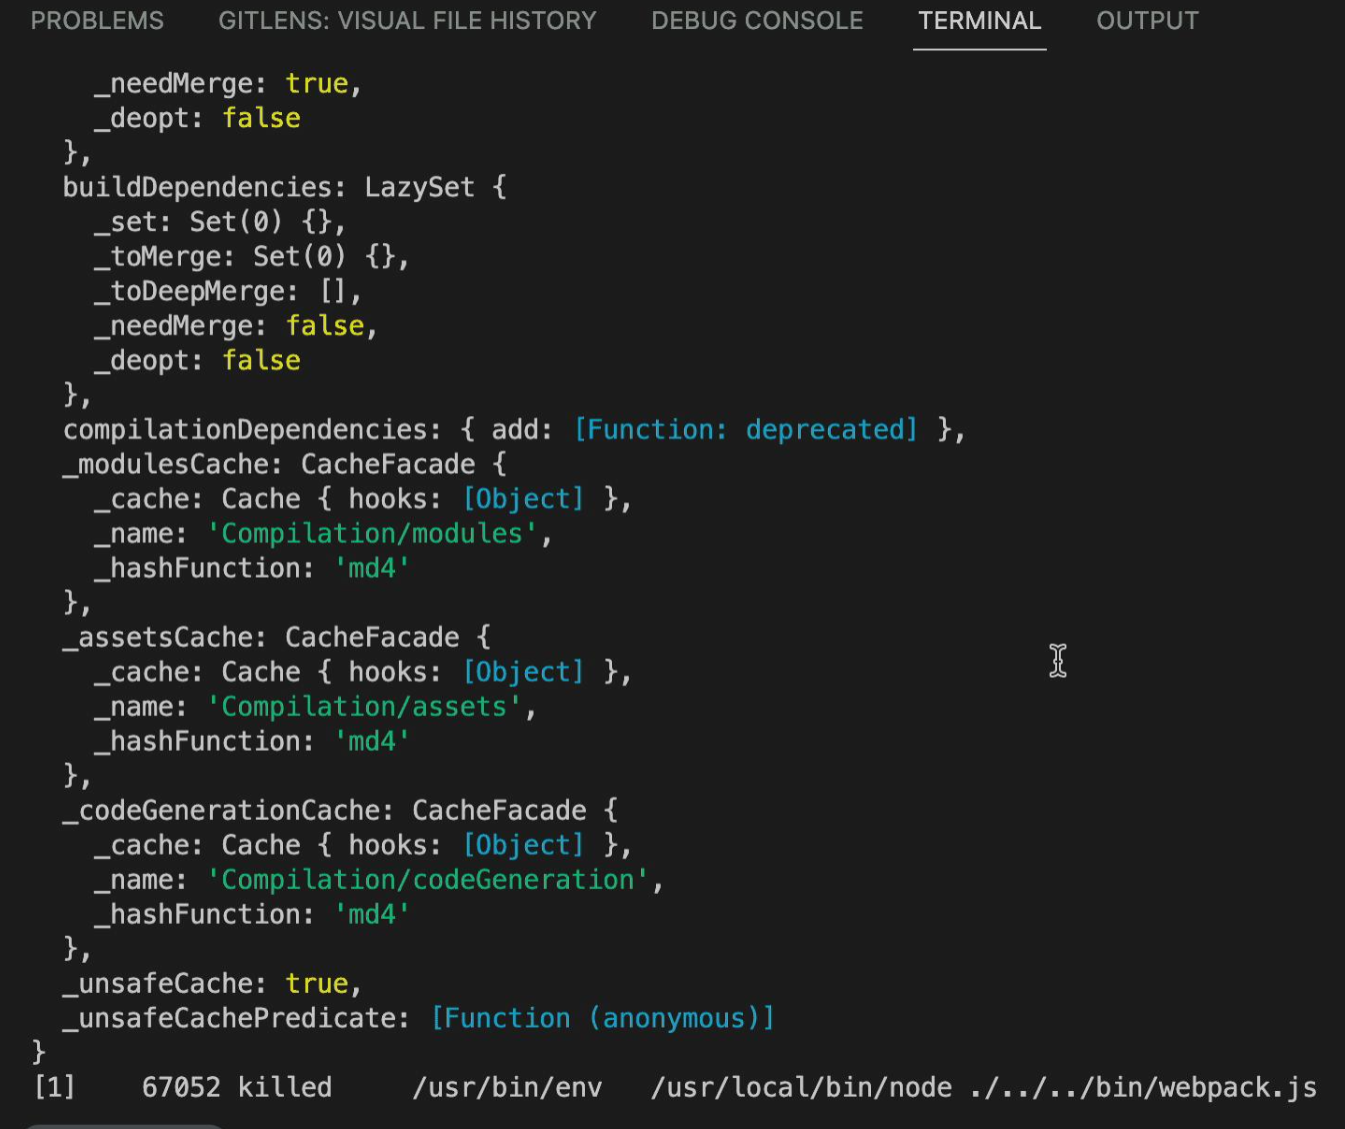 PROBLEMS GITLENS: VISUAL FILE HISTORY DEBUG CONSOLE TERMINAL OUTPUT
    _needMerge: true,
    _deopt: false
  },
  buildDependencies: LazySet {
    _set: Set(0) {},
    _toMerge: Set(0) {},
    _toDeepMerge: [],
    _needMerge: false,
    _deopt: false
  },
  compilationDependencies: { add: [Function: deprecated] },
  _modulesCache: CacheFacade {
    _cache: Cache { hooks: [Object] },
    _name: 'Compilation/modules',
    _hashFunction: 'md4'
  },
  _assetsCache: CacheFacade {
    _cache: Cache { hooks: [Object] },
    _name: 'Compilation/assets',
    _hashFunction: 'md4'
  },
  _codeGenerationCache: CacheFacade {
    _cache: Cache { hooks: [Object] },
    _name: 'Compilation/codeGeneration',
    _hashFunction: 'md4'
  },
  _unsafeCache: true,
  _unsafeCachePredicate: [Function (anonymous)]
}
[1]    67052 killed     /usr/bin/env   /usr/local/bin/node ./../../bin/webpack.js